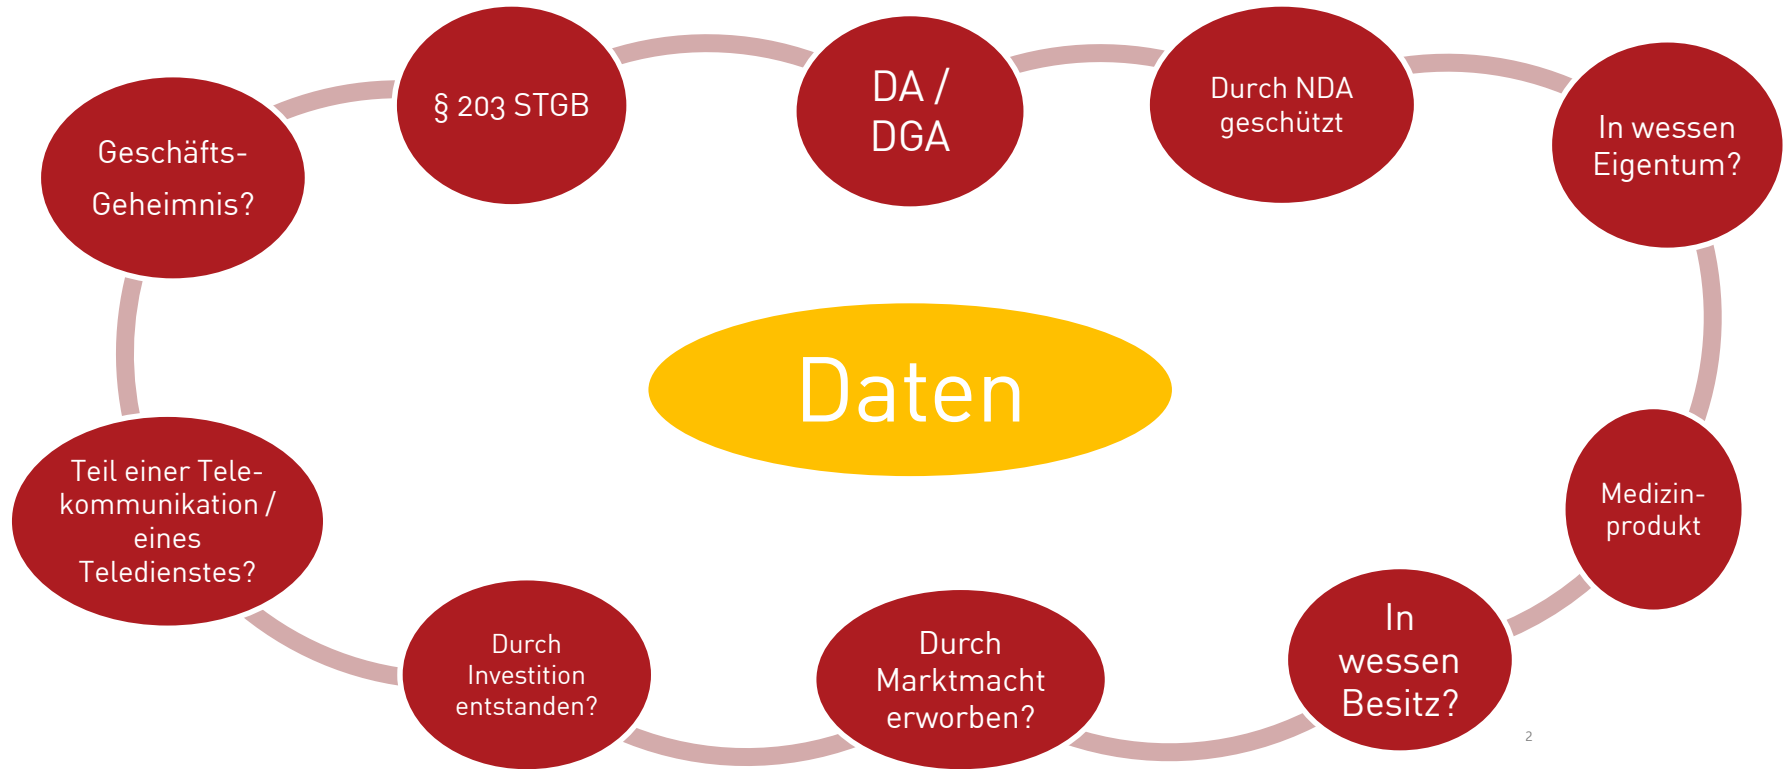 § 203 STGB
DA /
DGA
Durch NDA
geschützt
In wessen
Eigentum?
Geschäfts-
Geheimnis?
Daten
Teil einer Tele-
kommunikation /
eines
Teledienstes?
Medizin-
produkt
Durch
Investition
entstanden?
Durch
Marktmacht
erworben?
In
wessen
Besitz?
2